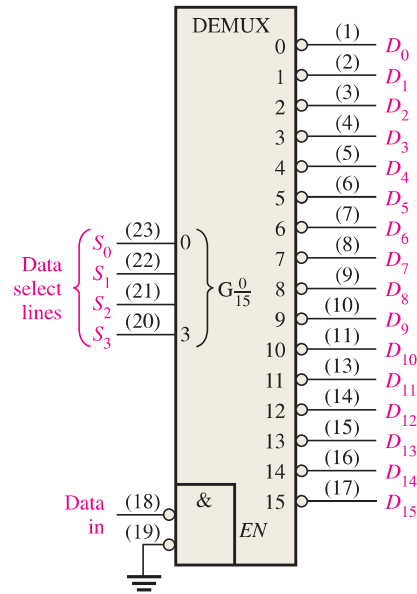 DEMUX
0 (1) D0
1 (2) D1
2 (3) D2
3 (4) D3
4 (5) D4
5 (6) D5
6 (7) D6
7 (8) D7
8 (9) D8
9 (10) D9
10 (11) D10
11 (13) D11
12 (14) D12
13 (15) D13
14 (16) D14
15 (17) D15
Data
select
lines
S0 (23) 0
S1 (22)
S2 (21)
S3 (20) 3
G 0/15
Data
in
(18)
(19)
&
EN